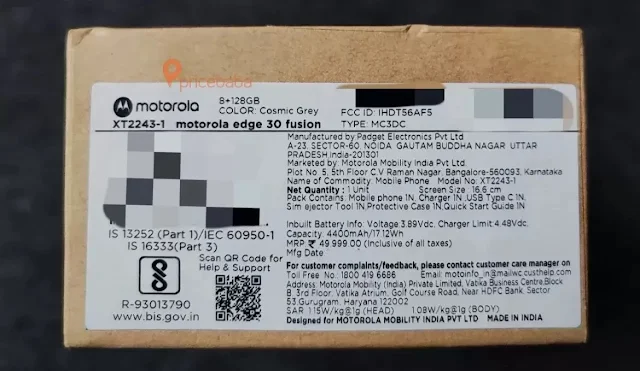 pricebaba
motorola
8+128GB
COLOR: Cosmic Grey
FCC ID: IHDT56AF5
XT2243-1 motorola edge 30 fusion
TYPE: MC3DC
Manufactured by Padget Electronics Pvt Ltd
A-23, SECTOR-60, NOIDA GAUTAM BUDDHA NAGAR UTTAR
PRADESH,India-201301
Marketed by: Motorola Mobility India Pvt Ltd.
Plot No 5, 5th Floor C.V Raman Nagar, Bangalore-560093, Karnataka
Name of Commodity: Mobile Phone Model No: XT2243-1
Net Quantity : 1 Unit Screen Size : 16.6 cm
Pack Contains: Mobile phone 1N, Charger 1N ,USB Type C 1N,
Sim ejector Tool 1N,Protective Case 1N,Quick Start Guide 1N
Inbuilt Battery Info: Voltage 3.89Vdc. Charger Limit:4.48Vdc.
Capacity: 4400mAh/17.12Wh
MRP ₹ 49,999.00 (Inclusive of all taxes)
Mfg Date
IS 13252 (Part 1)/IEC 60950-1
IS 16333(Part 3)
Scan QR Code for
Help & Support
R-93013790
www.bis.gov.in
For customer complaints/feedback, please contact customer care manager on
Toll Free No.: 1800 419 6686 Email: motoinfo_in@mailwc.custhelp.com
Address: Motorola Mobility (India) Private Limited, Vatika Business Centre,Block
B 3rd Floor; Vatika Atrium, Golf Course Road, Near HDFC Bank, Sector
53,Gurugram, Haryana 122002
SAR: 1.15W/kg@1g (HEAD) 1.08W/kg@1g (BODY)
Designed for MOTOROLA MOBILITY INDIA PVT LTD MADE IN INDIA